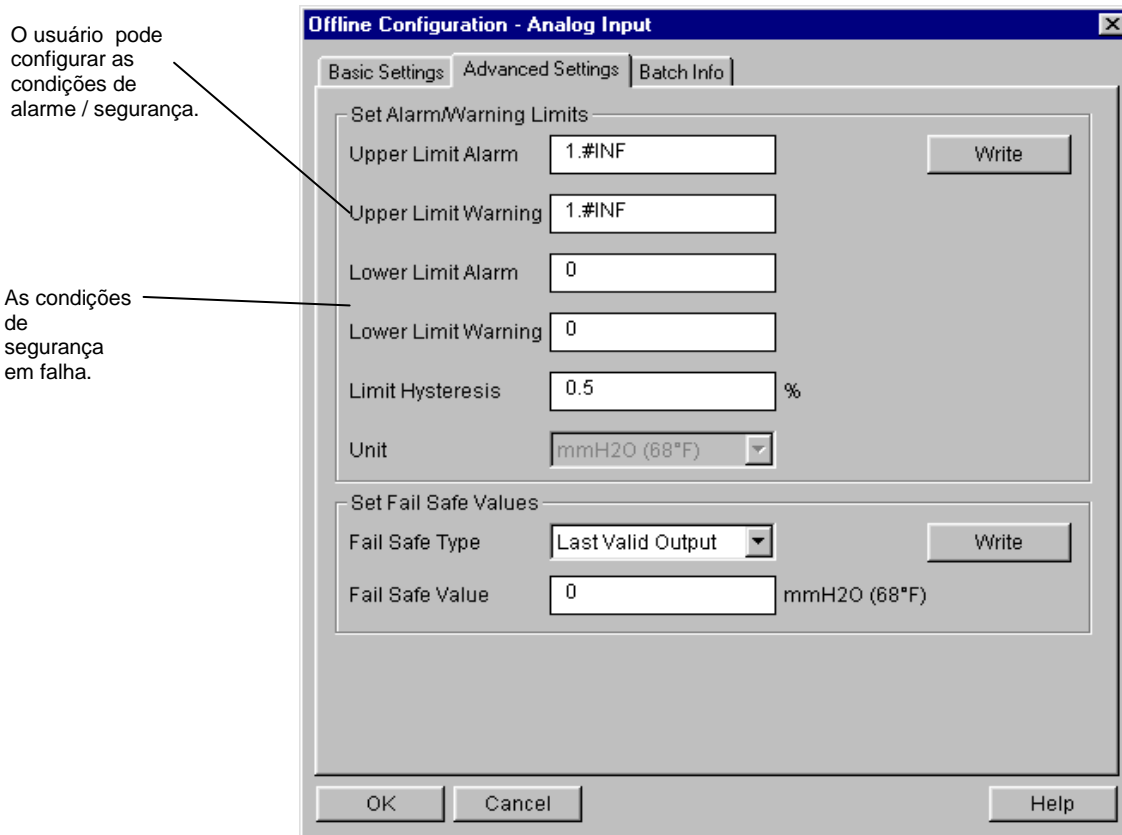 O usuário pode
configurar as
condições de
alarme / segurança.
As condições
de
segurança
em falha.
Offline Configuration - Analog Input
Basic Settings Advanced Settings Batch Info
Set Alarm/Warning Limits
Upper Limit Alarm 1.#INF Write
Upper Limit Warning 1.#INF
Lower Limit Alarm 0
Lower Limit Warning 0
Limit Hysteresis 0.5 %
Unit mmH2O (68°F)
Set Fail Safe Values
Fail Safe Type Last Valid Output Write
Fail Safe Value 0 mmH2O (68°F)
OK Cancel Help